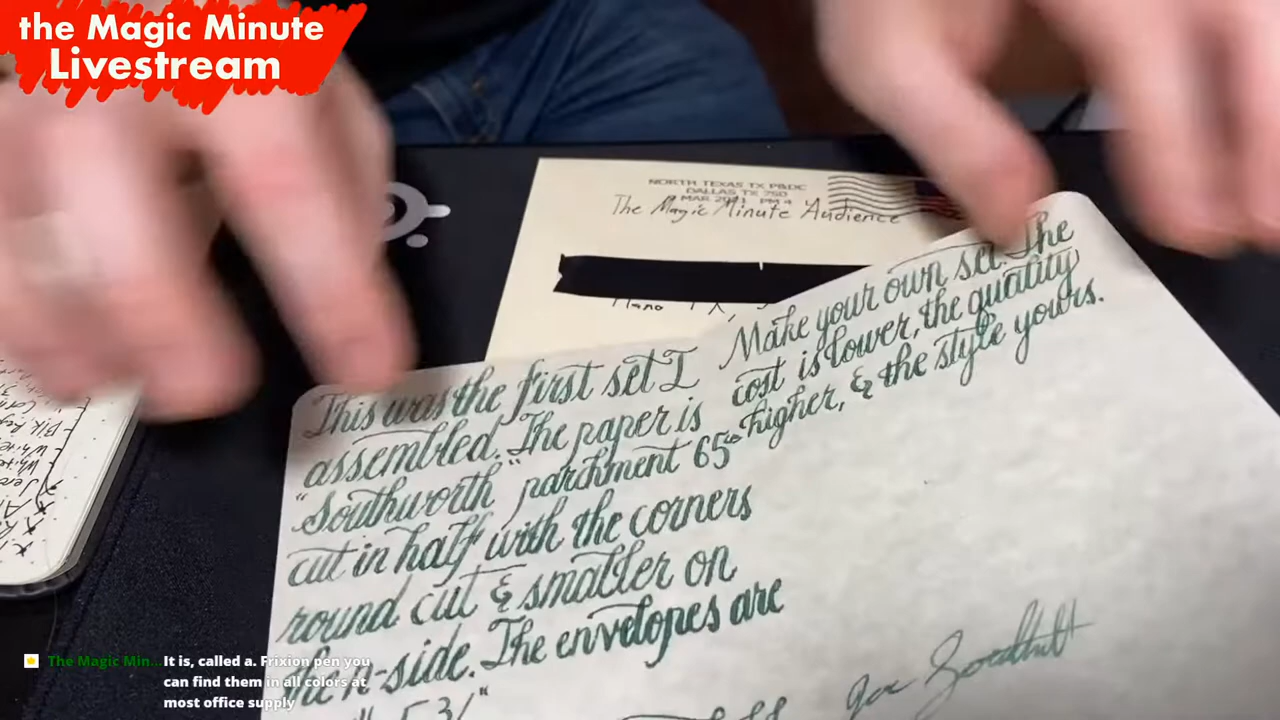 the Magic Minute
Livestream
NORTH TEXAS TX P&DC
DALLAS TX 750
MAR 2021 PM 4
The Magic Minute Audience
This was the first set I
assembled. The paper is
"Southworth" parchment 65
cut in half with the corners
round cut & smaller on
the n-side. The envelopes are
Make your own set. The
cost is lower, the quality
higher, & the style yours.
The Magic Min... It is, called a. Frixion pen you
can find them in all colors at
most office supply